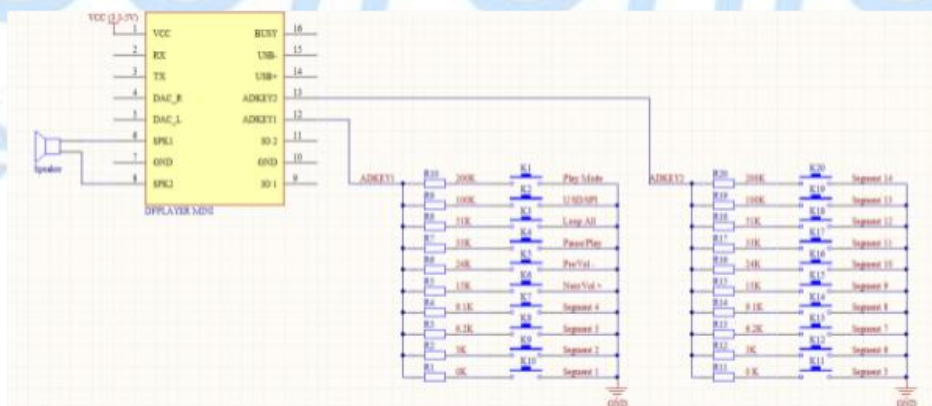 VCC (3.3-5V)
1 VCC BUSY 16
2 RX USB- 15
3 TX USB+ 14
4 DAC_R ADKEY2 13
5 DAC_L ADKEY1 12
6 SPK1 IO 2 11
7 GND GND 10
8 SPK2 IO 1 9
Speaker
DFPLAYER MINI
ADKEY1
R10 200K K1 Play Mode
R9 100K K2 U/SD/SPI
R8 51K K3 Loop All
R7 33K K4 Pause/Play
R6 24K K5 Pre/Vol -
R5 15K K6 Next/Vol +
R4 9.1K K7 Segment 4
R3 6.2K K8 Segment 3
R2 3K K9 Segment 2
R1 0K K10 Segment 1
GND
ADKEY2
R20 200K K20 Segment 14
R19 100K K19 Segment 13
R18 51K K18 Segment 12
R17 33K K17 Segment 11
R16 24K K16 Segment 10
R15 15K K15 Segment 9
R14 9.1K K14 Segment 8
R13 6.2K K13 Segment 7
R12 3K K12 Segment 6
R11 0K K11 Segment 5
GND